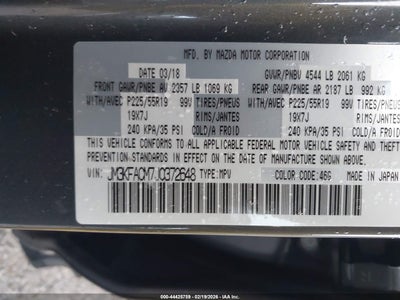 MFD. BY MAZDA MOTOR CORPORATION
DATE 03/18 GVWR/PNBV 4544 LB 2061 KG
FRONT GAWR/PNBE AV 2357 LB 1069 KG REAR GAWR/PNBE AR 2187 LB 992 KG
WITH/AVEC P225/55R19 99V TIRES/PNEUS WITH/AVEC P225/55R19 99V TIRES/PNEUS
19X7J RIMS/JANTES 19X7J RIMS/JANTES
240 KPA/35 PSI COLD/A FROID 240 KPA/35 PSI COLD/A FROID
THIS VEHICLE CONFORMS TO ALL APPLICABLE FEDERAL MOTOR VEHICLE
SAFETY, BUMPER, AND THEFT PREVENTION STANDARDS IN EFFECT ON THE
DATE OF MANUFACTURE SHOWN ABOVE.
VIN: JM3KFACM7J0372648 TYPE:MPV
COLOR CODE:46G MADE IN JAPAN
000-44425759 - 02/19/2026 - IAAI.COM